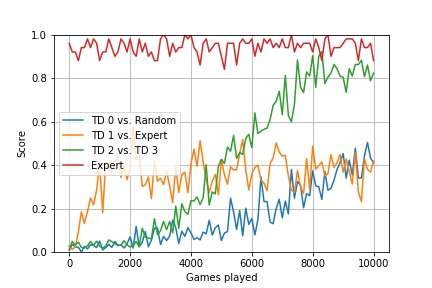 1.0
0.8
0.6
0.4
0.2
0.0
Score
TD 0 vs. Random
TD 1 vs. Expert
TD 2 vs. TD 3
Expert
0 2000 4000 6000 8000 10000
Games played